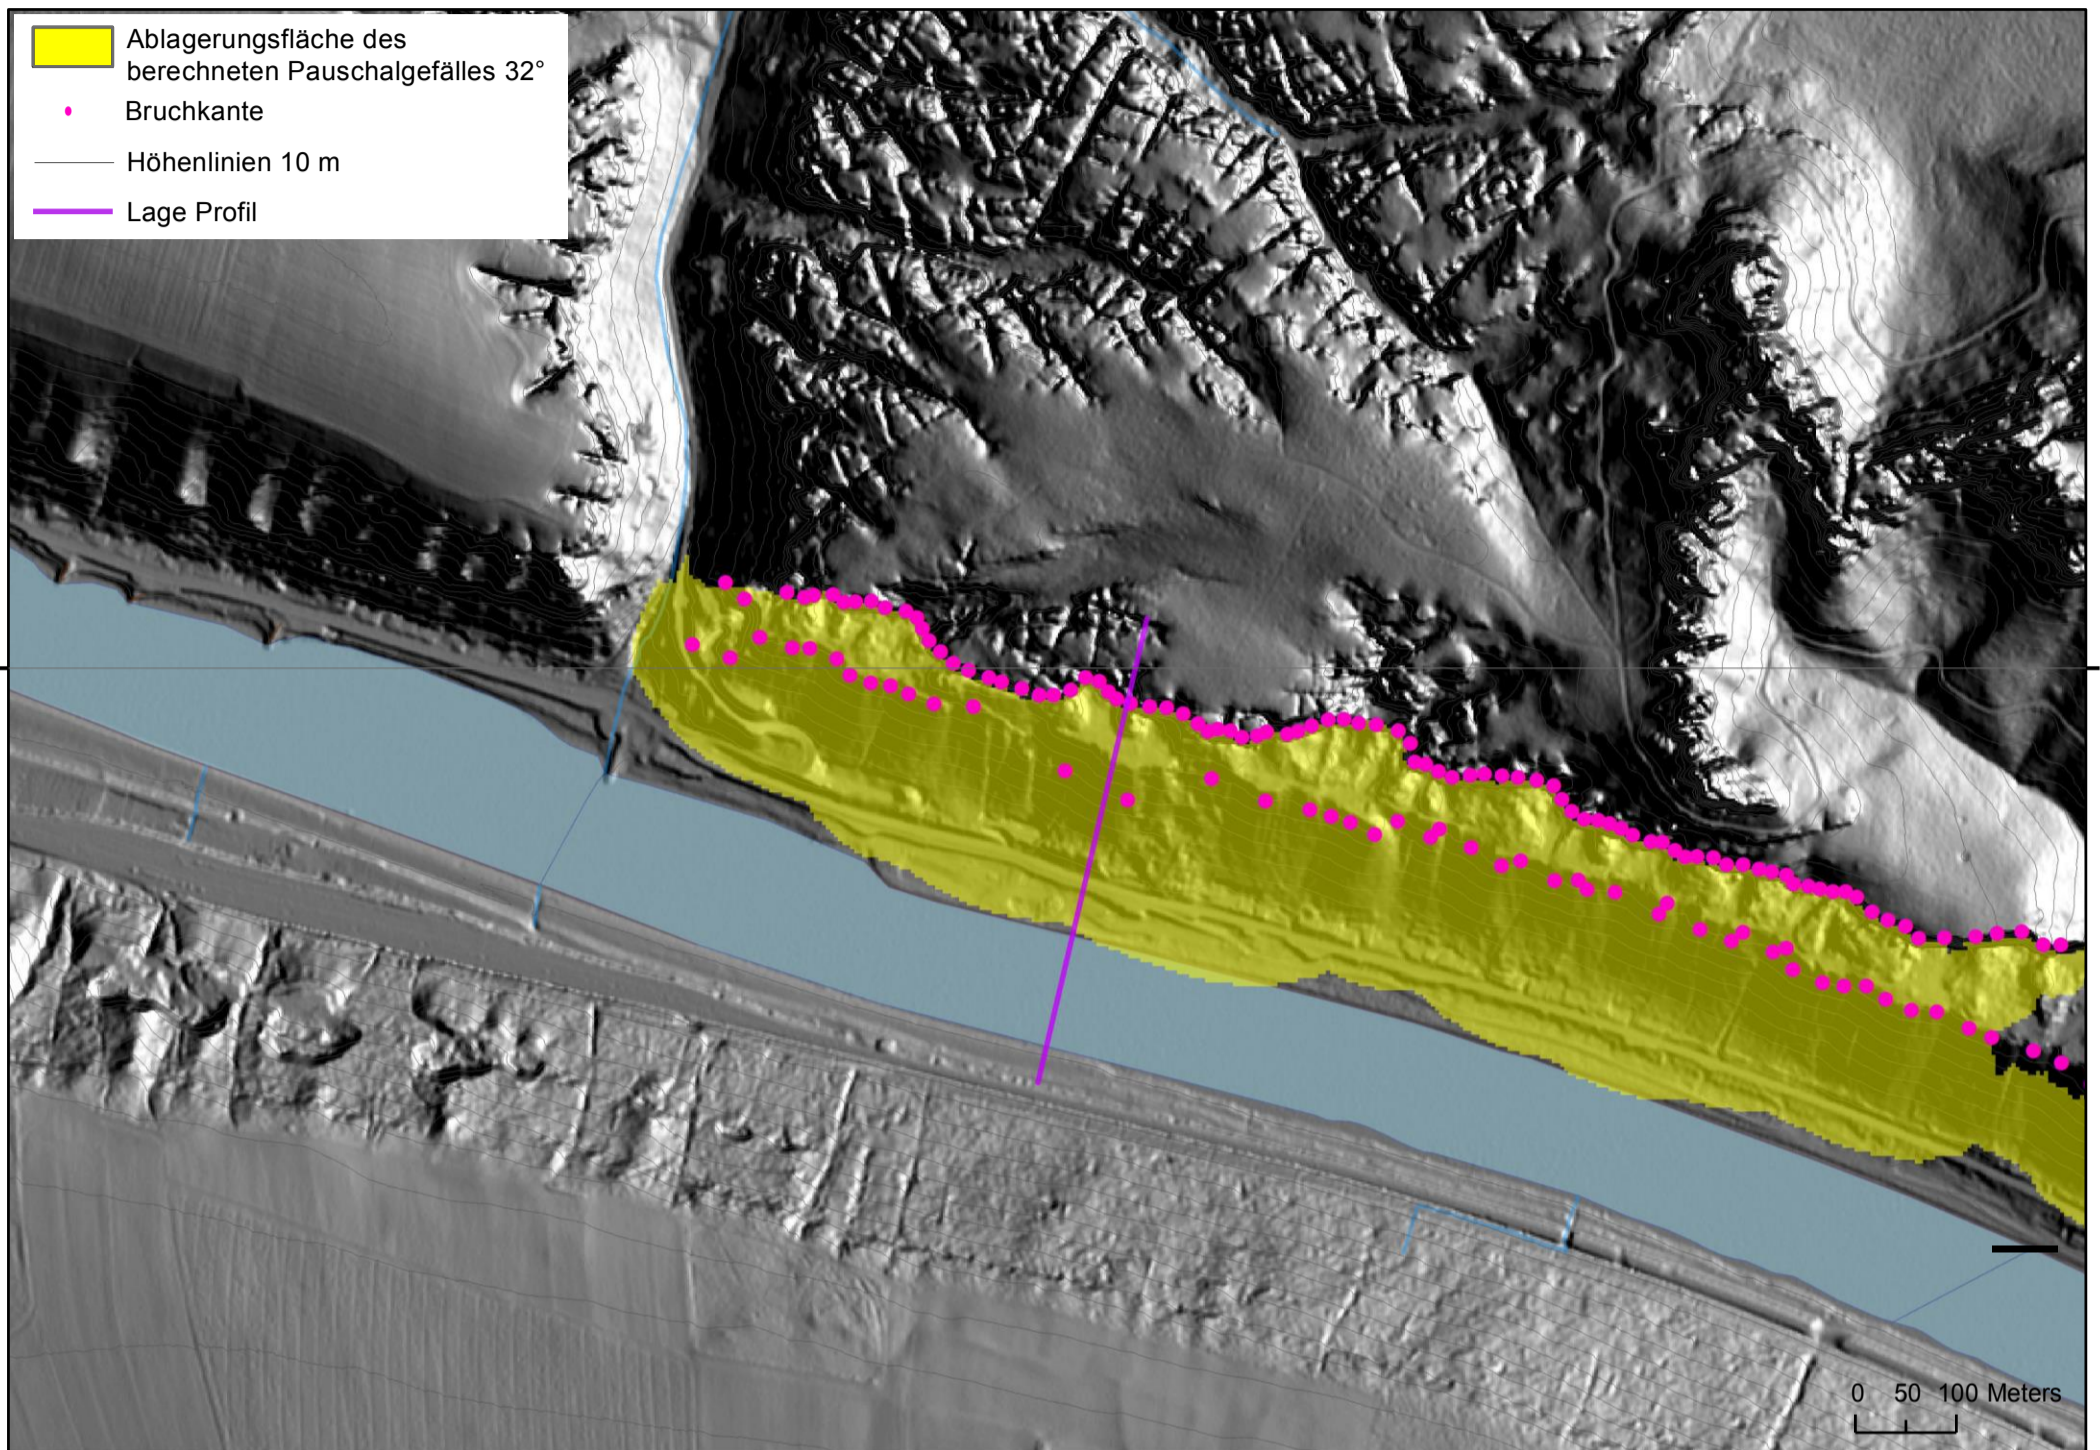 Ablagerungsfläche des
berechneten Pauschalgefälles 32°
Bruchkante
Höhenlinien 10 m
Lage Profil
0 50 100 Meters